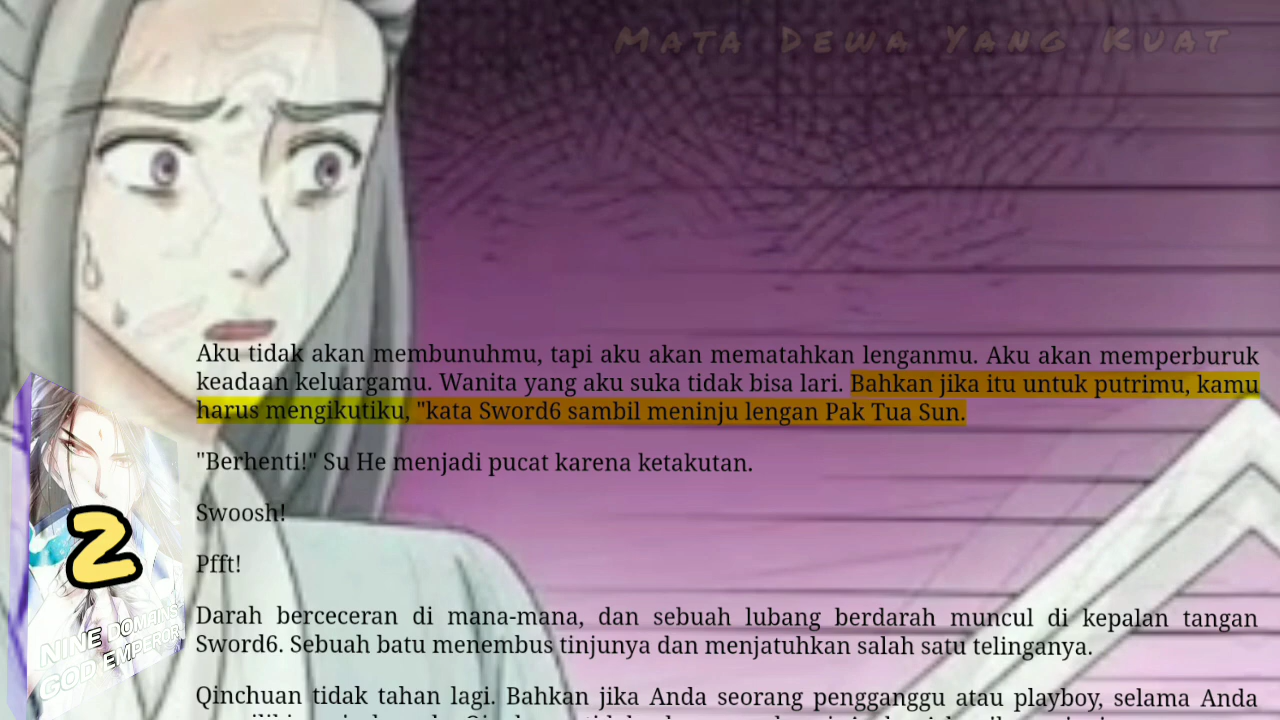 Mata Dewa Yang Kuat
Aku tidak akan membunuhmu, tapi aku akan mematahkan lenganmu. Aku akan memperburuk
keadaan keluargamu. Wanita yang aku suka tidak bisa lari. Bahkan jika itu untuk putrimu, kamu
harus mengikutiku, "kata Sword6 sambil meninju lengan Pak Tua Sun.
"Berhenti!" Su He menjadi pucat karena ketakutan.
Swoosh!
Pfft!
Darah berceceran di mana-mana, dan sebuah lubang berdarah muncul di kepalan tangan
Sword6. Sebuah batu menembus tinjunya dan menjatuhkan salah satu telinganya.
Qinchuan tidak tahan lagi. Bahkan jika Anda seorang pengganggu atau playboy, selama Anda
2
NINE DOMAINS
GOD EMPEROR